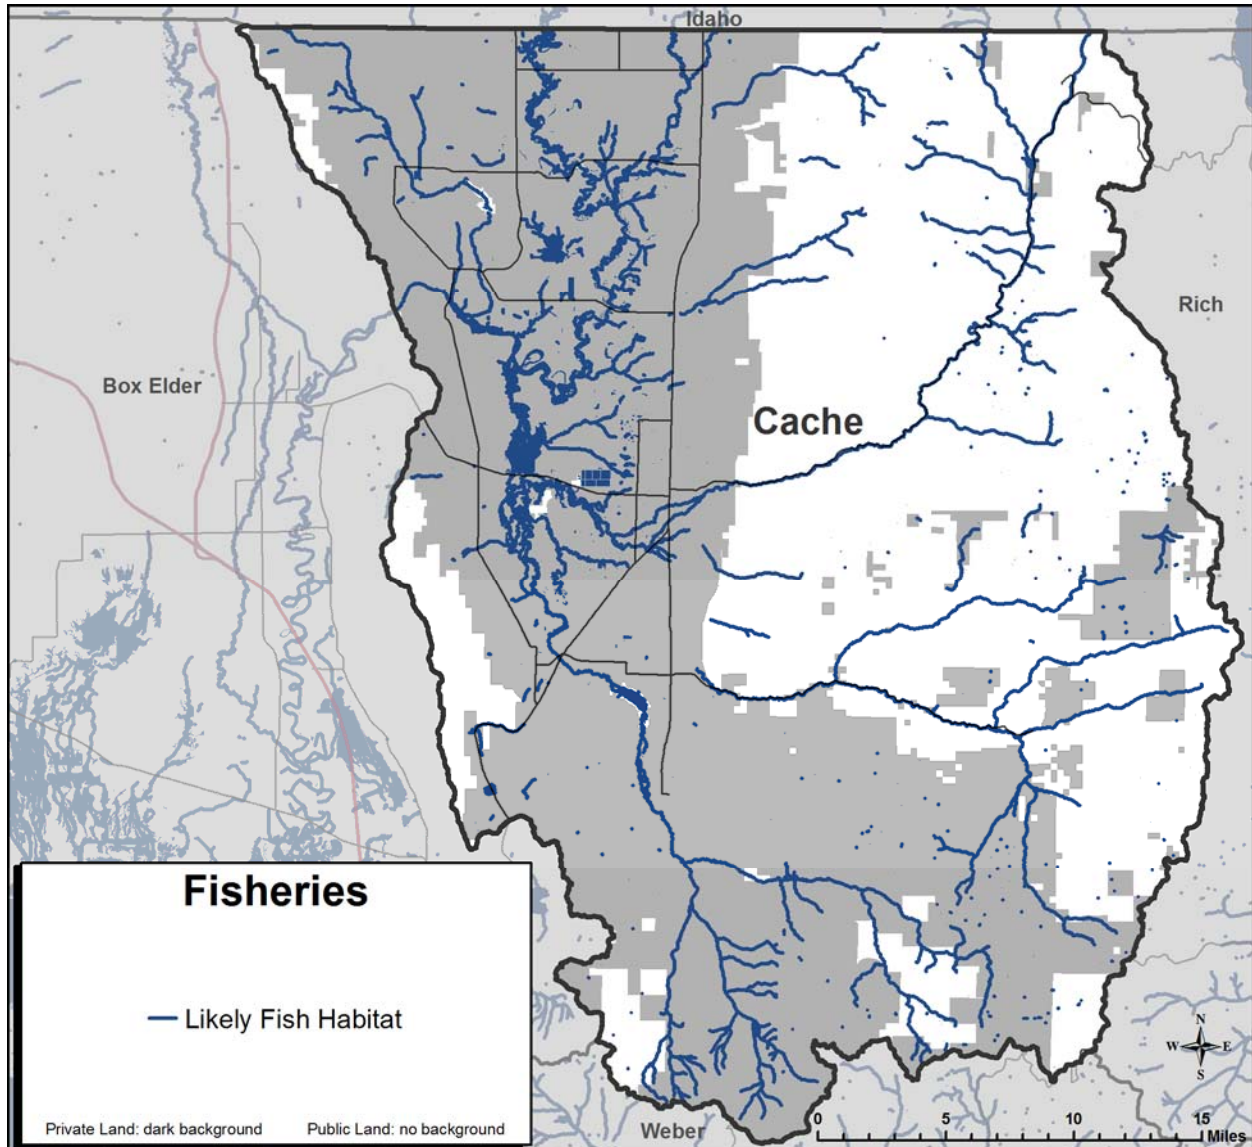 Idaho
Rich
Box Elder
Cache
Fisheries
Likely Fish Habitat
Private Land: dark background Public Land: no background
Weber
N
W E
S
0 5 10 15
Miles